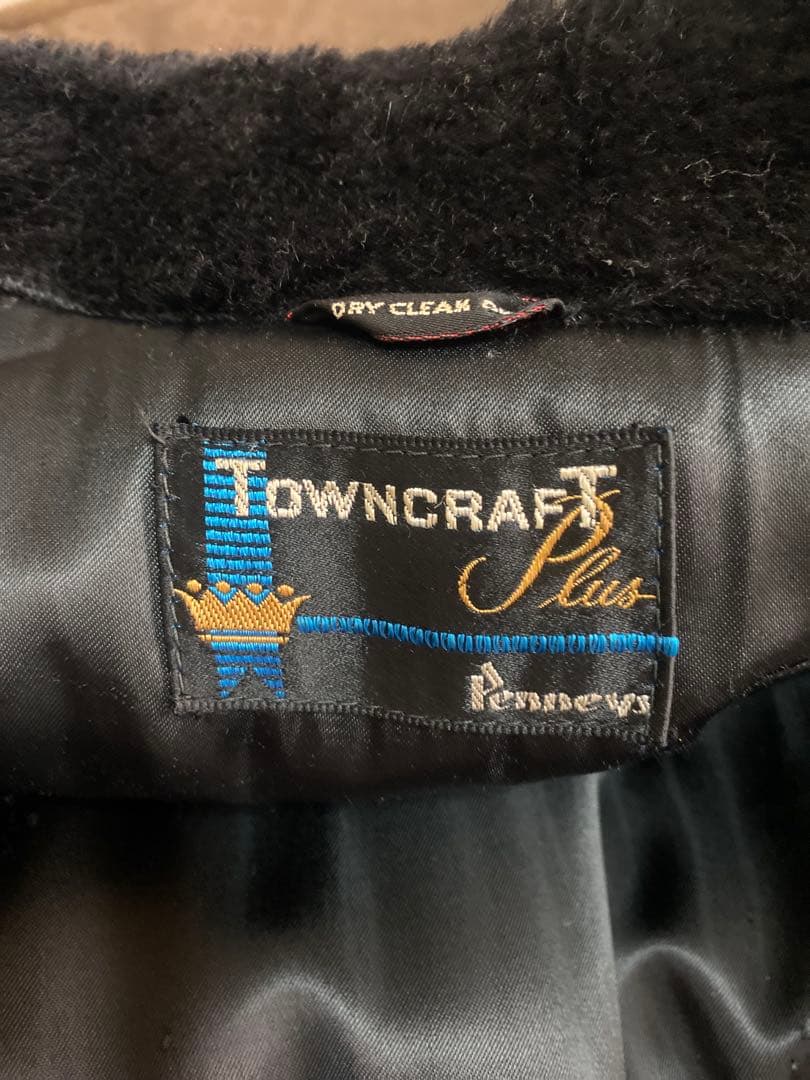 DRY CLEAN
TOWNCRAFT
Plus
Penneys